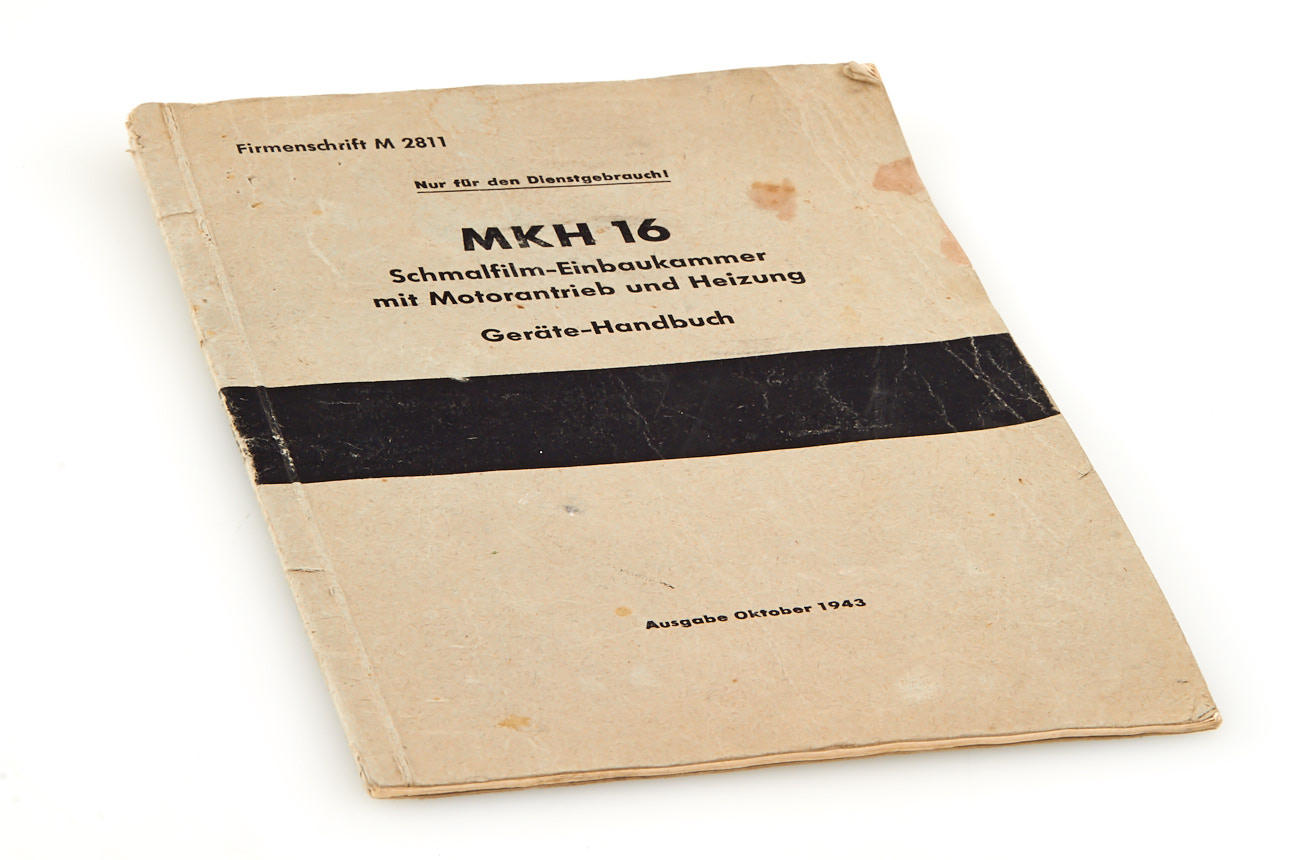 Firmenschrift M 2811
Nur für den Dienstgebrauch!
MKH 16
Schmalfilm-Einbaukammer
mit Motorantrieb und Heizung
Geräte-Handbuch
Ausgabe Oktober 1943